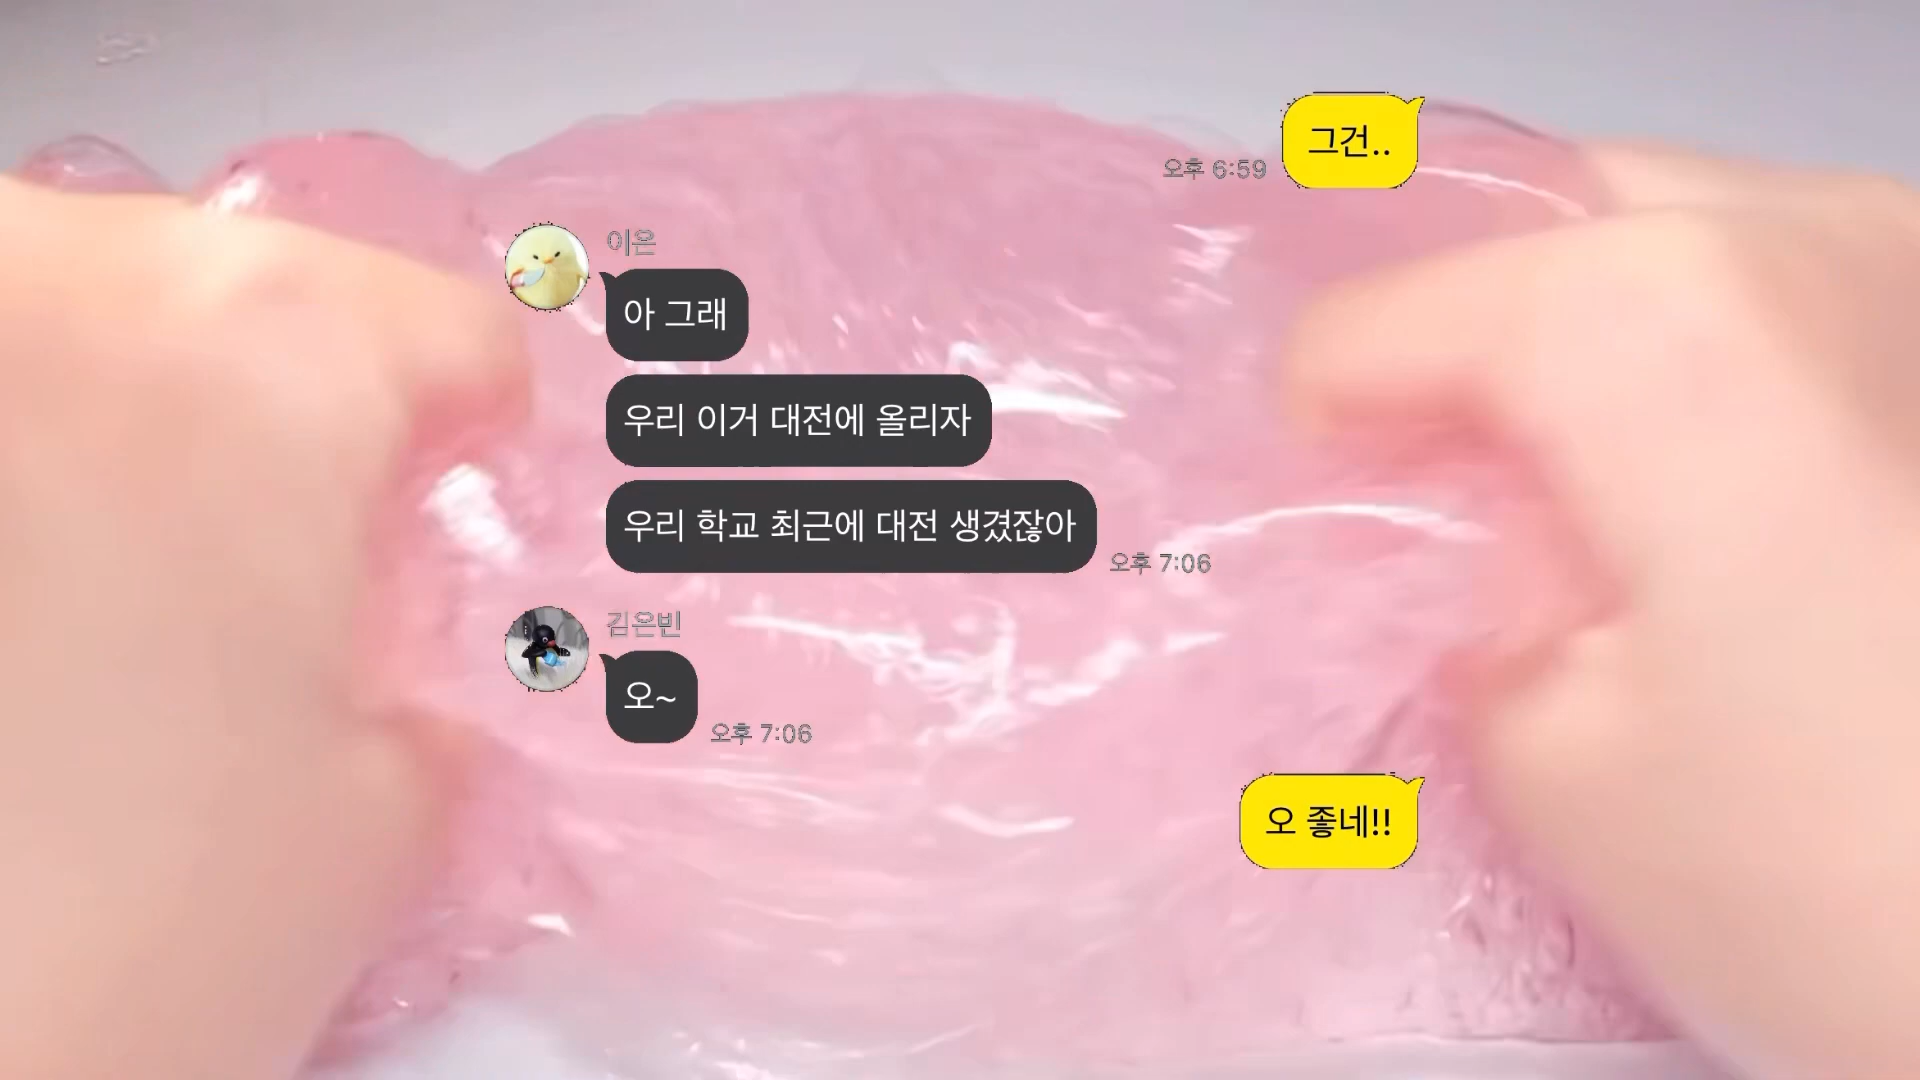 그건..
오후 6:59
이온
아 그래
우리 이거 대전에 올리자
우리 학교 최근에 대전 생겼잖아
오후 7:06
김은빈
오~
오후 7:06
오 좋네!!